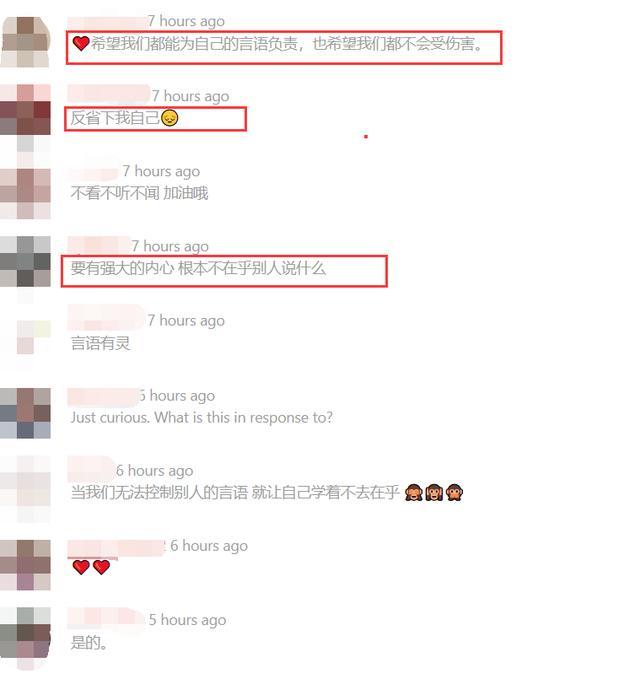 7 hours ago
❤️希望我们都能为自己的言语负责，也希望我们都不会受伤害。
7 hours ago
反省下我自己😔
7 hours ago
不看不听不闻 加油哦
7 hours ago
要有强大的内心 根本不在乎别人说什么
7 hours ago
言语有灵
6 hours ago
Just curious. What is this in response to?
6 hours ago
当我们无法控制别人的言语 就让自己学着不去在乎 🙈🙉🙊
6 hours ago
❤️❤️
5 hours ago
是的。